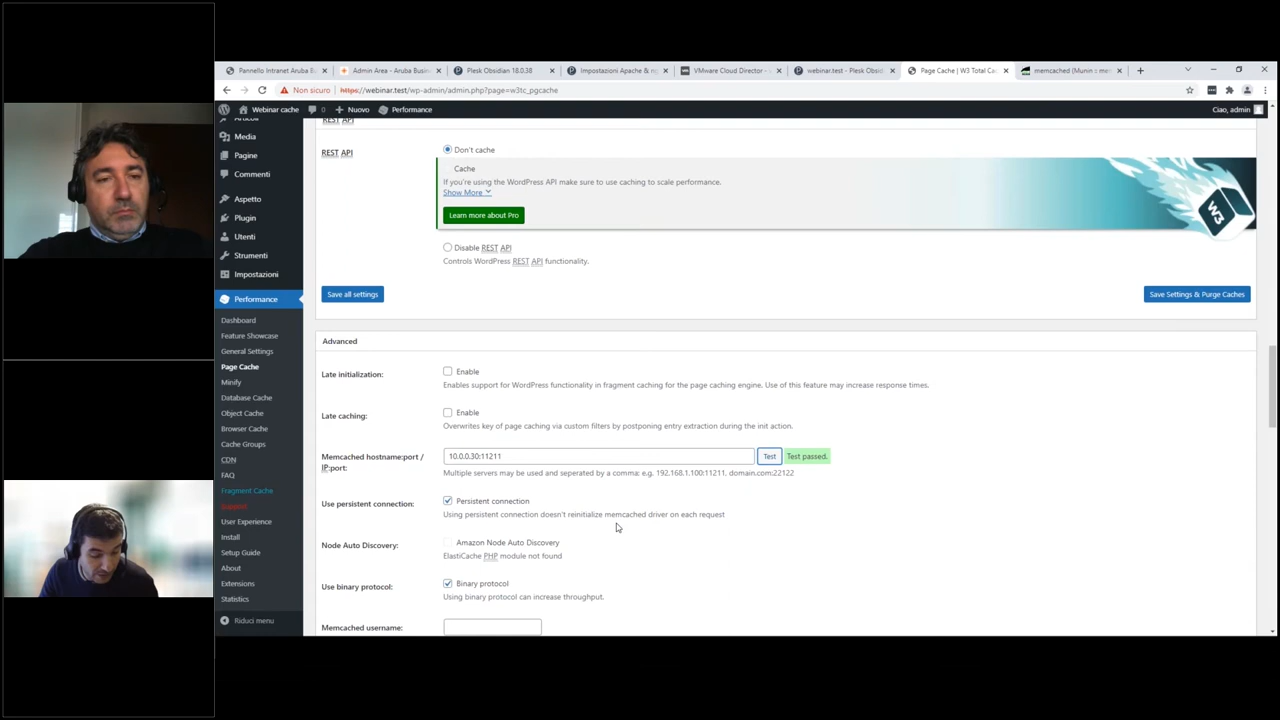 Pannello Intranet Aruba Bu
Admin Area - Aruba Busin
Plesk Obsidian 18.0.38
Impostazioni Apache & n
VMware Cloud Director -
webinar.test - Plesk Obsid
Page Cache | W3 Total Cac
memcached (Munin :: mem
Non sicuro
https://webinar.test/wp-admin/admin.php?page=w3tc_pgcache
Webinar cache
0
Nuovo
Performance
Ciao, admin
Articoli
Media
Pagine
Commenti
Aspetto
Plugin
Utenti
Strumenti
Impostazioni
Performance
Dashboard
Feature Showcase
General Settings
Page Cache
Minify
Database Cache
Object Cache
Browser Cache
Cache Groups
CDN
FAQ
Fragment Cache
Support
User Experience
Install
Setup Guide
About
Extensions
Statistics
Riduci menu
REST API
REST API
Don't cache
Cache
If you're using the WordPress API make sure to use caching to scale performance.
Show More
Learn more about Pro
W3
Disable REST API
Controls WordPress REST API functionality.
Save all settings
Save Settings & Purge Caches
Advanced
Late initialization:
Enable
Enables support for WordPress functionality in fragment caching for the page caching engine. Use of this feature may increase response times.
Late caching:
Enable
Overwrites key of page caching via custom filters by postponing entry extraction during the init action.
Memcached hostname:port /
IP:port:
10.0.0.30:11211
Test
Test passed.
Multiple servers may be used and seperated by a comma: e.g. 192.168.1.100:11211, domain.com:22122
Use persistent connection:
Persistent connection
Using persistent connection doesn't reinitialize memcached driver on each request
Node Auto Discovery:
Amazon Node Auto Discovery
ElastiCache PHP module not found
Use binary protocol:
Binary protocol
Using binary protocol can increase throughput.
Memcached username: